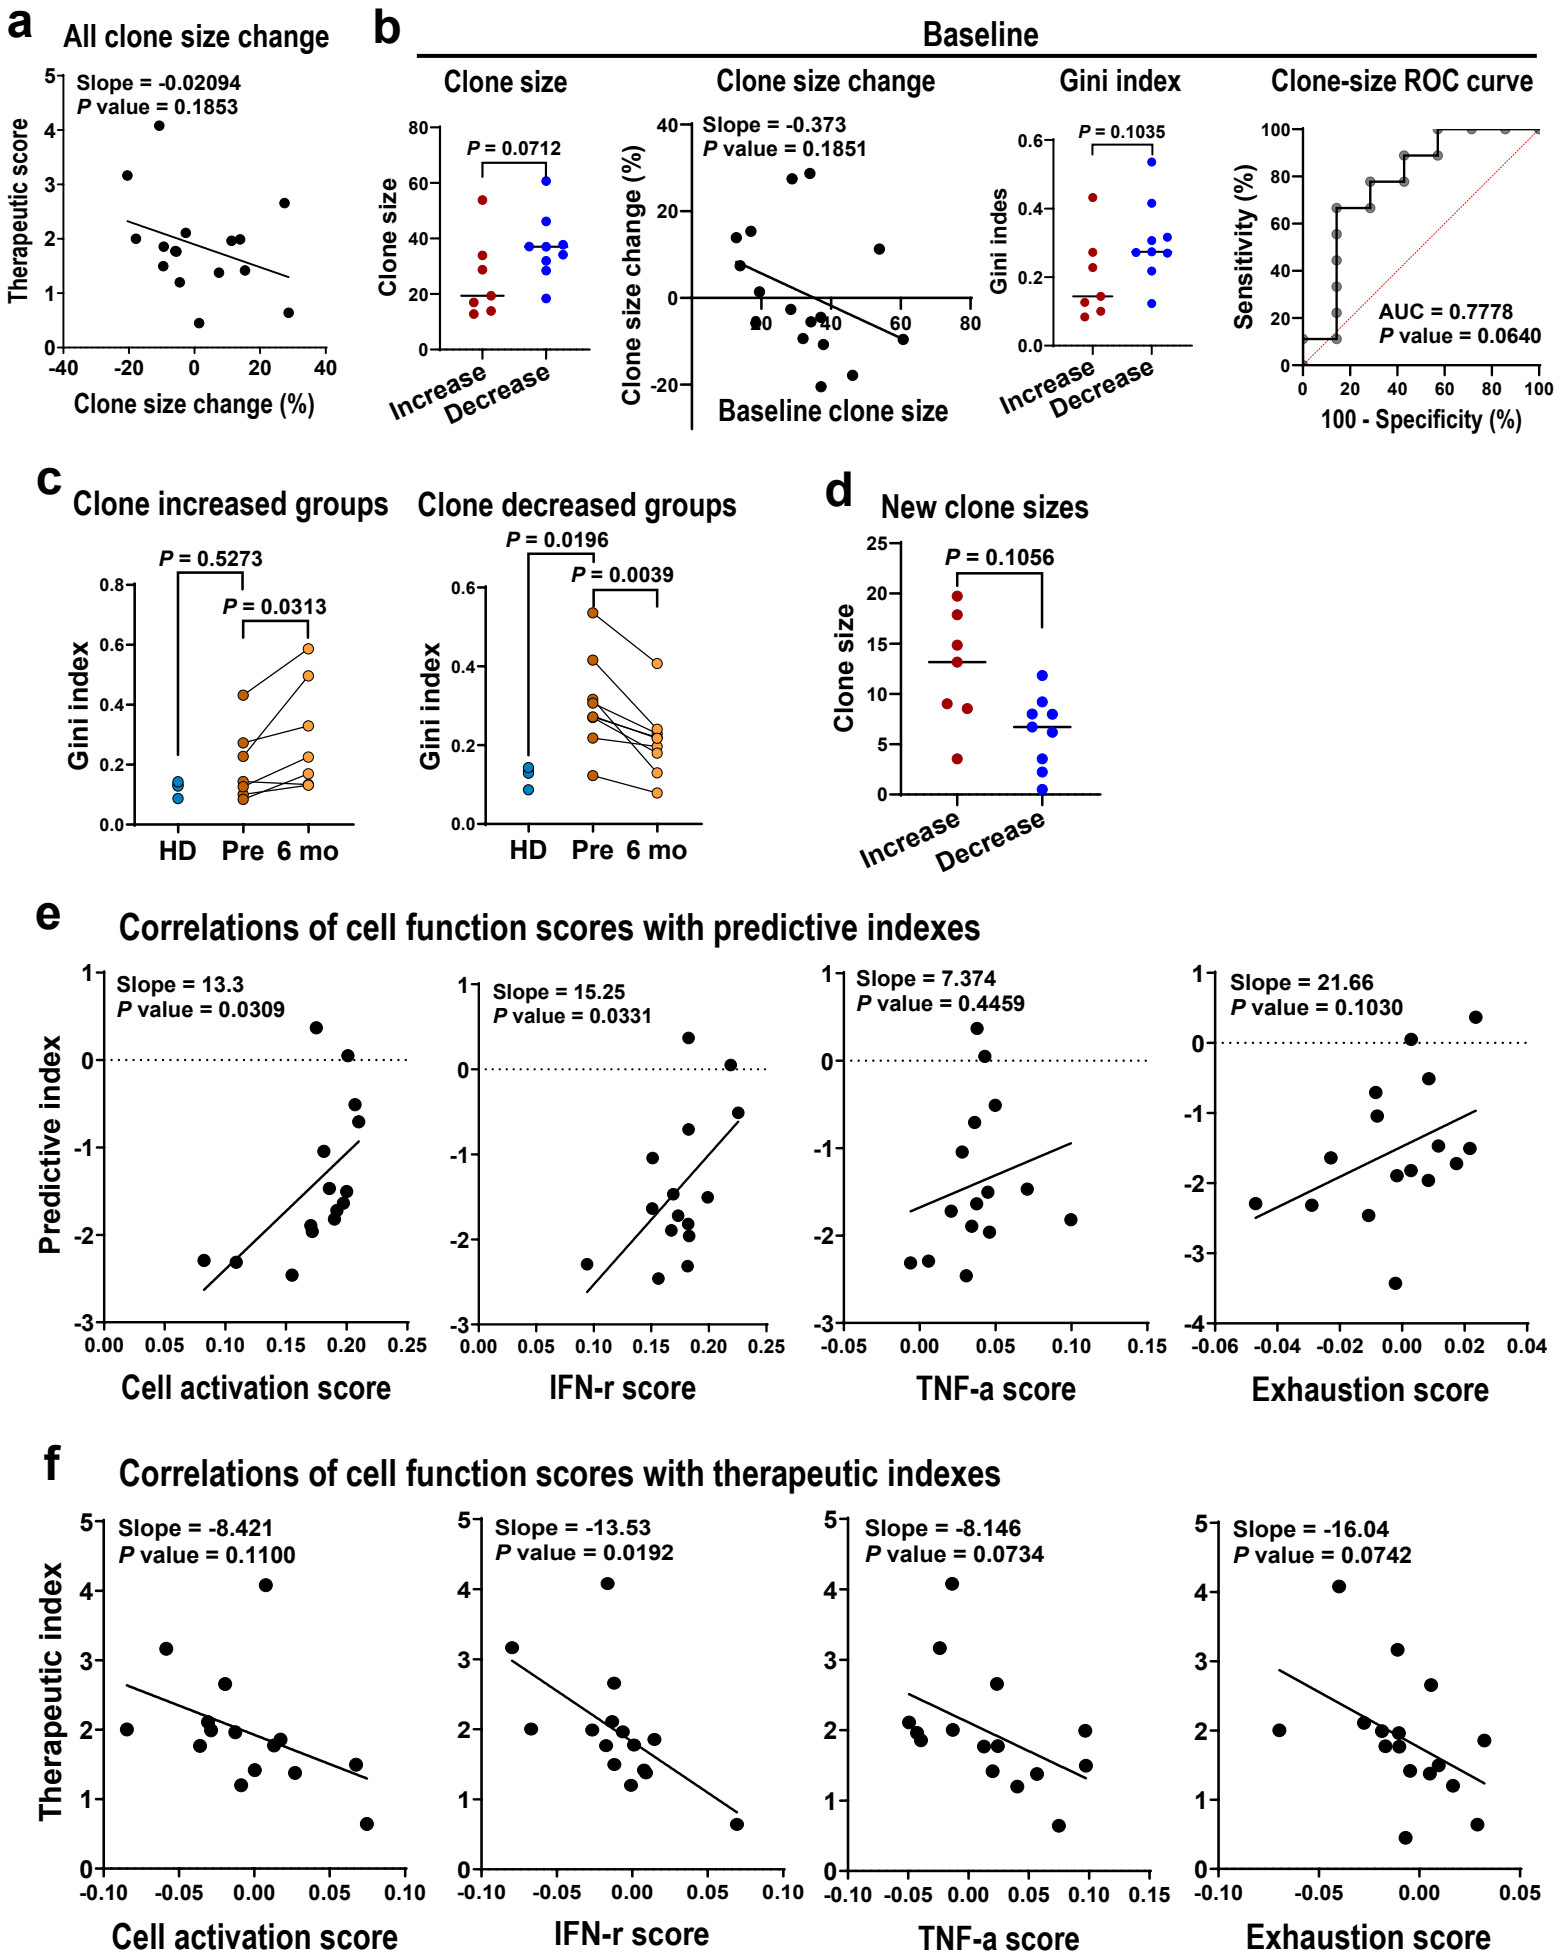 a
All clone size change
Slope = -0.02094
P value = 0.1853
Therapeutic score
5
4
3
2
1
0
-40 -20 0 20 40
Clone size change (%)
b
Baseline
Clone size
P = 0.0712
Clone size
80
60
40
20
0
Increase
Decrease
Clone size change
Slope = -0.373
P value = 0.1851
Clone size change (%)
40
20
0
-20
20 40 60 80
Baseline clone size
Gini index
P = 0.1035
Gini indes
0.6
0.4
0.2
0.0
Increase
Decrease
Clone-size ROC curve
Sensitivity (%)
100
80
60
40
20
0
AUC = 0.7778
P value = 0.0640
0 20 40 60 80 100
100 - Specificity (%)
c
Clone increased groups
P = 0.5273
P = 0.0313
Gini index
0.8
0.6
0.4
0.2
0.0
HD Pre 6 mo
Clone decreased groups
P = 0.0196
P = 0.0039
Gini index
0.6
0.4
0.2
0.0
HD Pre 6 mo
d
New clone sizes
P = 0.1056
Clone size
25
20
15
10
5
0
Increase
Decrease
e
Correlations of cell function scores with predictive indexes
Slope = 13.3
P value = 0.0309
Predictive index
1
0
-1
-2
-3
0.00 0.05 0.10 0.15 0.20 0.25
Cell activation score
Slope = 15.25
P value = 0.0331
1
0
-1
-2
-3
0.00 0.05 0.10 0.15 0.20 0.25
IFN-r score
Slope = 7.374
P value = 0.4459
1
0
-1
-2
-3
-0.05 0.00 0.05 0.10 0.15
TNF-a score
Slope = 21.66
P value = 0.1030
1
0
-1
-2
-3
-4
-0.06 -0.04 -0.02 0.00 0.02 0.04
Exhaustion score
f
Correlations of cell function scores with therapeutic indexes
Slope = -8.421
P value = 0.1100
Therapeutic index
5
4
3
2
1
0
-0.10 -0.05 0.00 0.05 0.10
Cell activation score
Slope = -13.53
P value = 0.0192
5
4
3
2
1
0
-0.10 -0.05 0.00 0.05 0.10
IFN-r score
Slope = -8.146
P value = 0.0734
5
4
3
2
1
0
-0.10 -0.05 0.00 0.05 0.10 0.15
TNF-a score
Slope = -16.04
P value = 0.0742
5
4
3
2
1
0
-0.10 -0.05 0.00 0.05
Exhaustion score